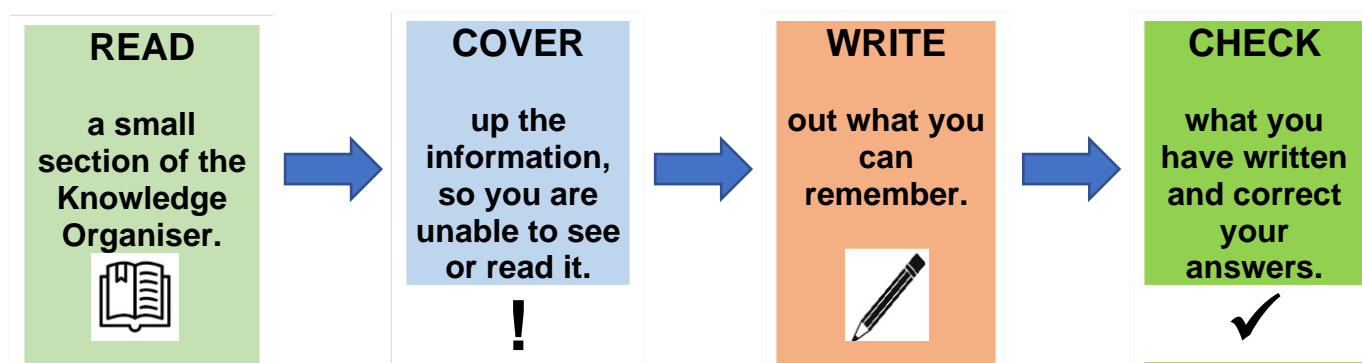 READ
a small
section of the
Knowledge
Organiser.
COVER
up the
information,
so you are
unable to see
or read it.
!
WRITE
out what you
can
remember.
CHECK
what you
have written
and correct
your
answers.